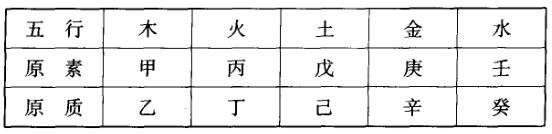 五 行 木 火 土 金 水
原 素 甲 丙 戊 庚 壬
原 质 乙 丁 己 辛 癸